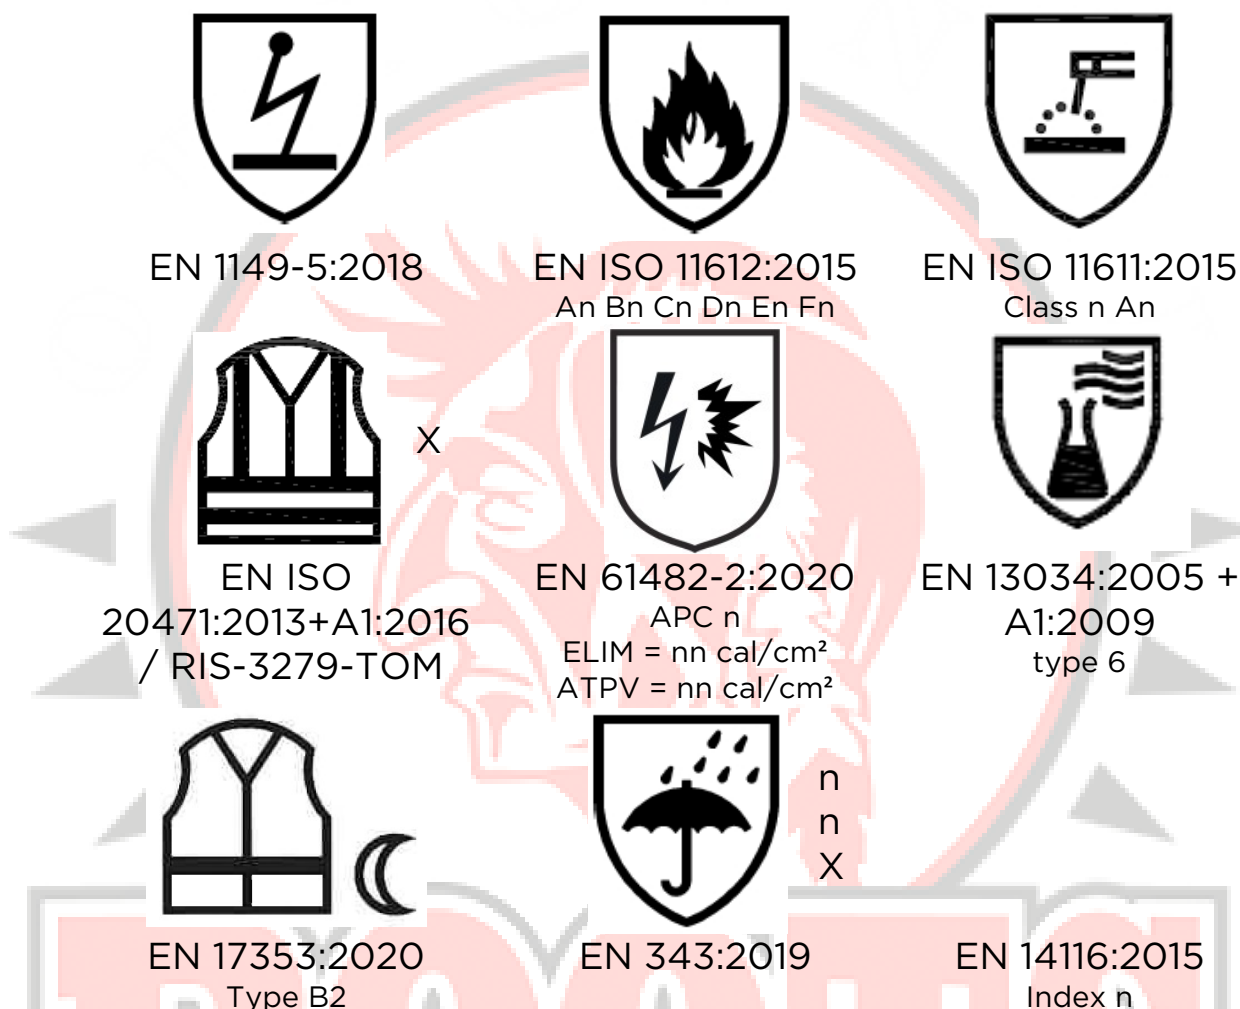 EN 1149-5:2018
EN ISO 11612:2015
An Bn Cn Dn En Fn
EN ISO 11611:2015
Class n An
X
EN ISO
20471:2013+A1:2016
/ RIS-3279-TOM
EN 61482-2:2020
APC n
ELIM = nn cal/cm²
ATPV = nn cal/cm²
EN 13034:2005 +
A1:2009
type 6
EN 17353:2020
Type B2
n
n
X
EN 343:2019
EN 14116:2015
Index n